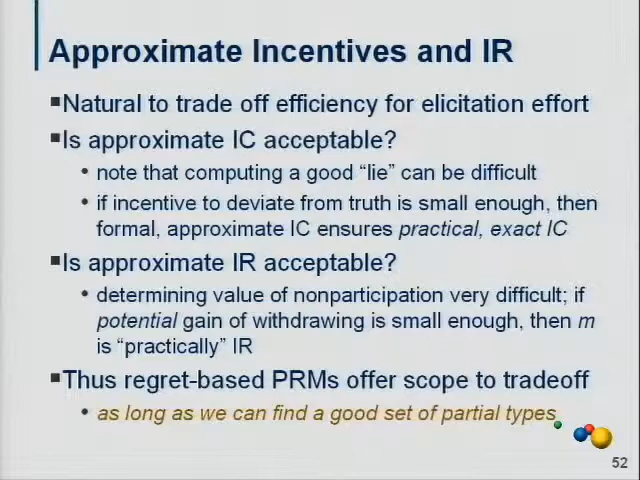 Approximate Incentives and IR
Natural to trade off efficiency for elicitation effort
Is approximate IC acceptable?
note that computing a good “lie” can be difficult
if incentive to deviate from truth is small enough, then
formal, approximate IC ensures practical, exact IC
Is approximate IR acceptable?
determining value of nonparticipation very difficult; if
potential gain of withdrawing is small enough, then m
is “practically” IR
Thus regret-based PRMs offer scope to tradeoff
as long as we can find a good set of partial types
52